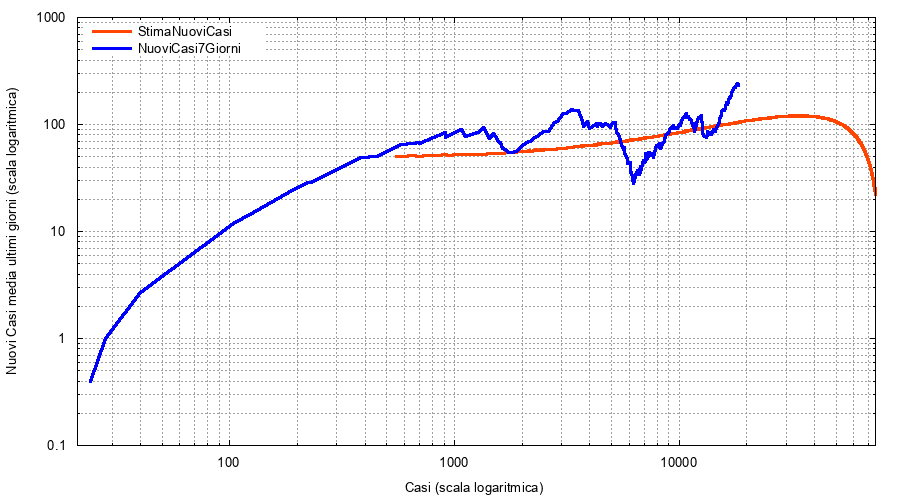 1000
StimaNuoviCasi
NuoviCasi7Giorni
100
10
1
0.1
Nuovi Casi media ultimi giorni (scala logaritmica)
100
1000
10000
Casi (scala logaritmica)